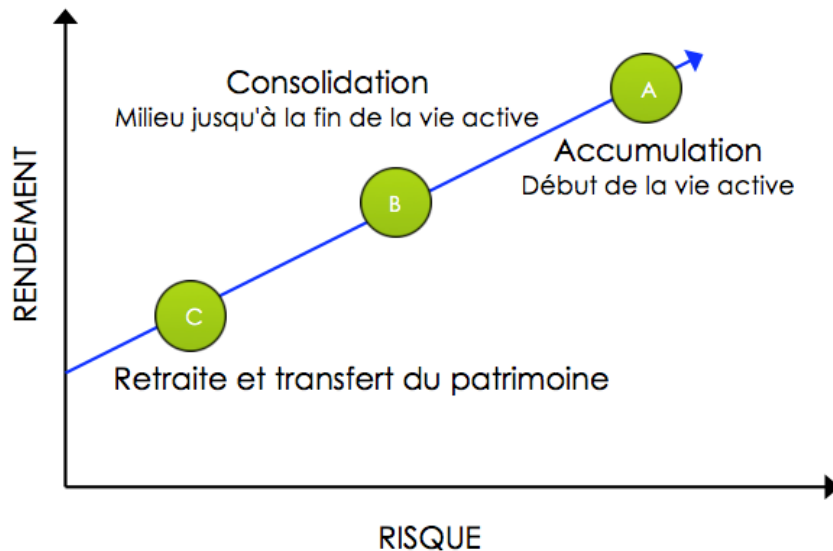 Consolidation
Milieu jusqu'à la fin de la vie active
A
Accumulation
Début de la vie active
B
C
Retraite et transfert du patrimoine
RENDEMENT
RISQUE